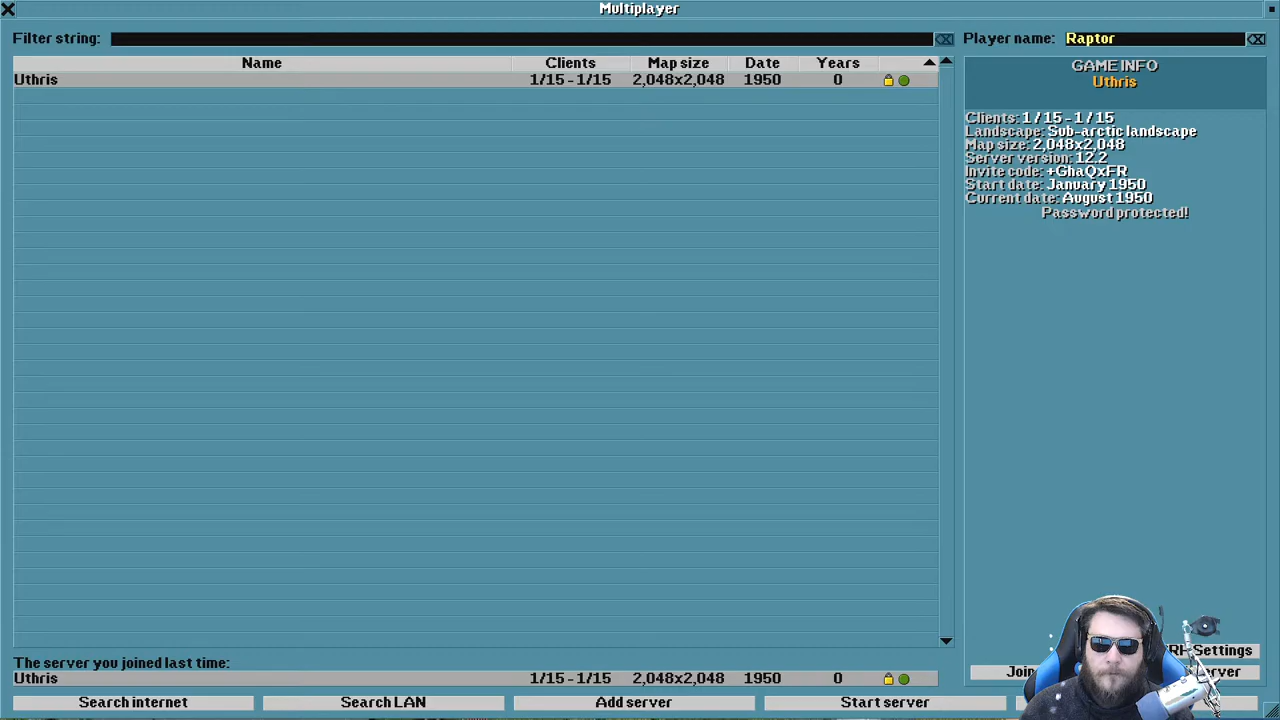 Multiplayer
Filter string:
Player name: Raptor
Name Clients Map size Date Years
Uthris 1/15 - 1/15 2,048x2,048 1950 0
GAME INFO
Uthris
Clients: 1 / 15 - 1 / 15
Landscape: Sub-arctic landscape
Map size: 2,048x2,048
Server version: 12.2
Invite code: +GhaQxFR
Start date: January 1950
Current date: August 1950
Password protected!
The server you joined last time:
Uthris 1/15 - 1/15 2,048x2,048 1950 0
Settings
Join
Search internet Search LAN Add server Start server